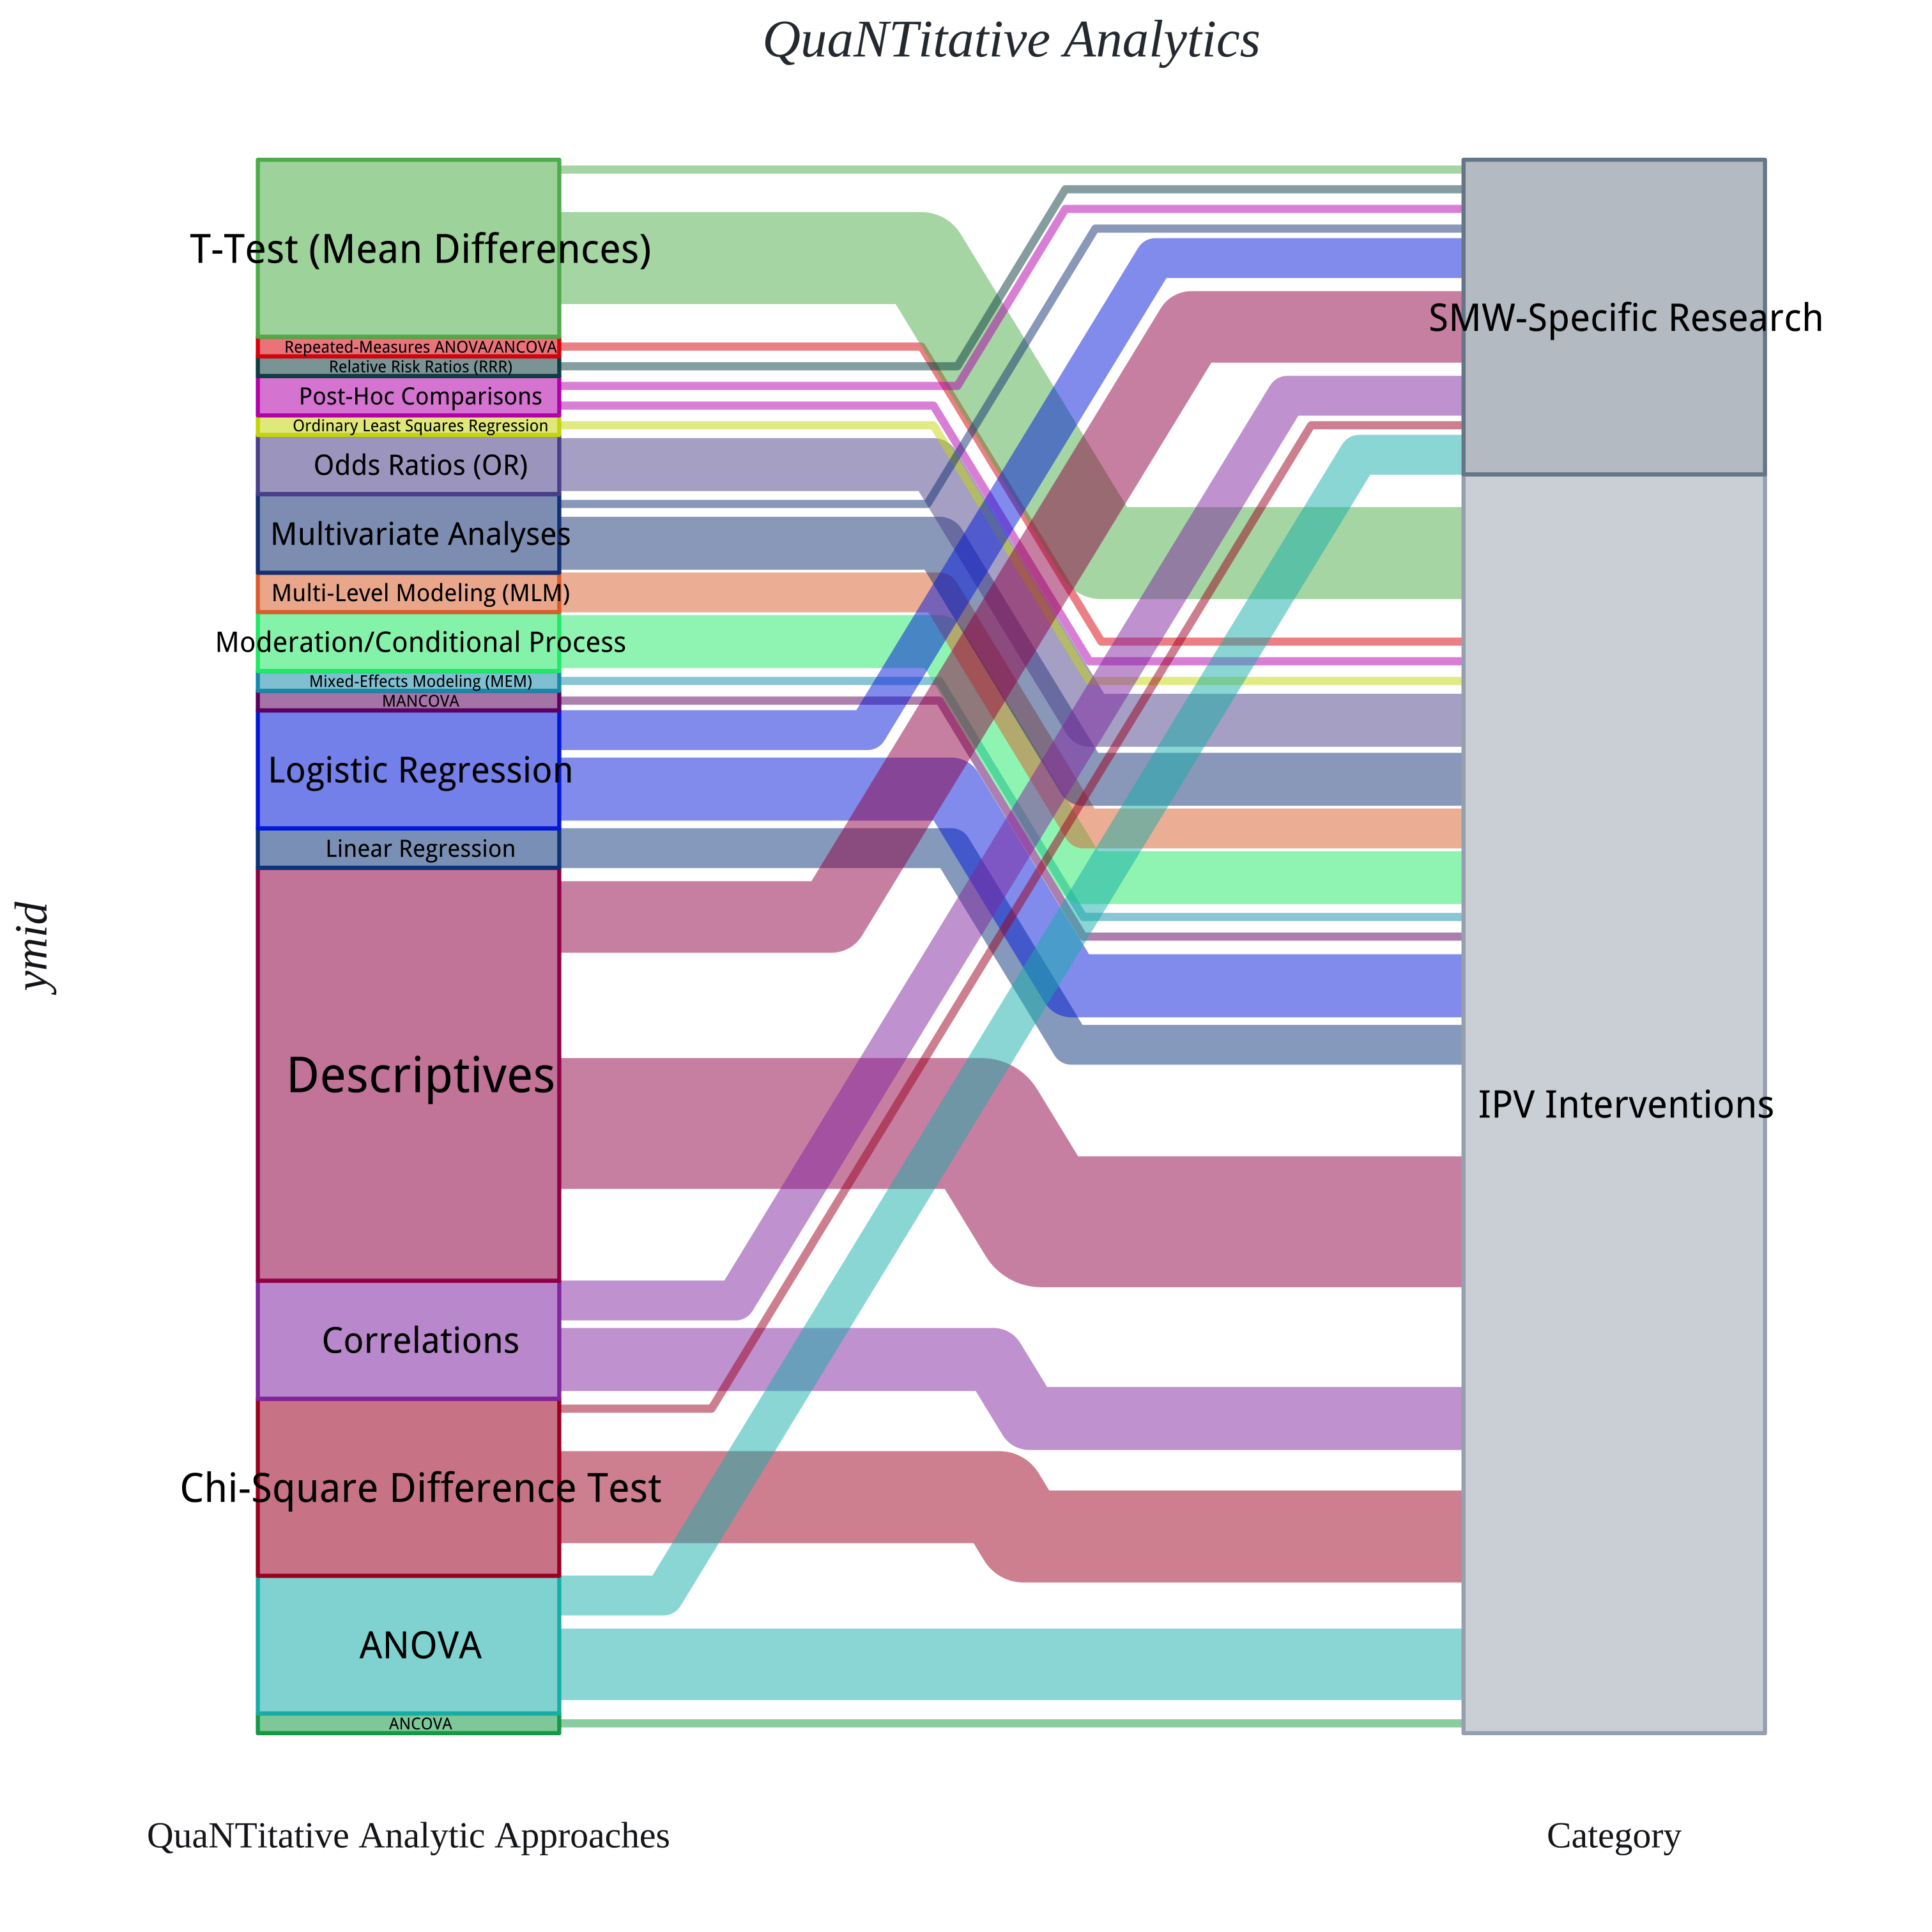 QuaNTitative Analytics
T-Test (Mean Differences)
Repeated-Measures ANOVA/ANCOVA
Relative Risk Ratios (RRR)
Post-Hoc Comparisons
Ordinary Least Squares Regression
Odds Ratios (OR)
Multivariate Analyses
Multi-Level Modeling (MLM)
Moderation/Conditional Process
Mixed-Effects Modeling (MEM)
MANCOVA
Logistic Regression
Linear Regression
Descriptives
Correlations
Chi-Square Difference Test
ANOVA
ANCOVA
SMW-Specific Research
IPV Interventions
ymid
QuaNTitative Analytic Approaches
Category